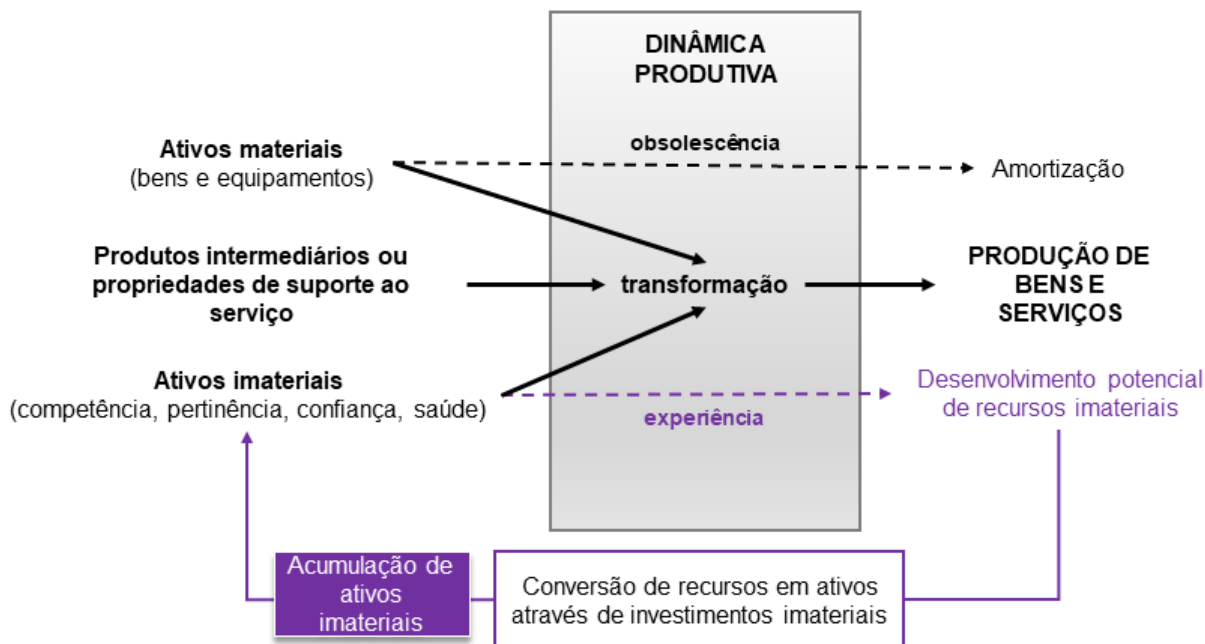 DINÂMICA
PRODUTIVA
obsolescência
Ativos materiais
(bens e equipamentos)
Amortização
Produtos intermediários ou
propriedades de suporte ao
serviço
transformação
PRODUÇÃO DE
BENS E
SERVIÇOS
Ativos imateriais
(competência, pertinência, confiança, saúde)
experiência
Desenvolvimento potencial
de recursos imateriais
Acumulação de
ativos
imateriais
Conversão de recursos em ativos
através de investimentos imateriais